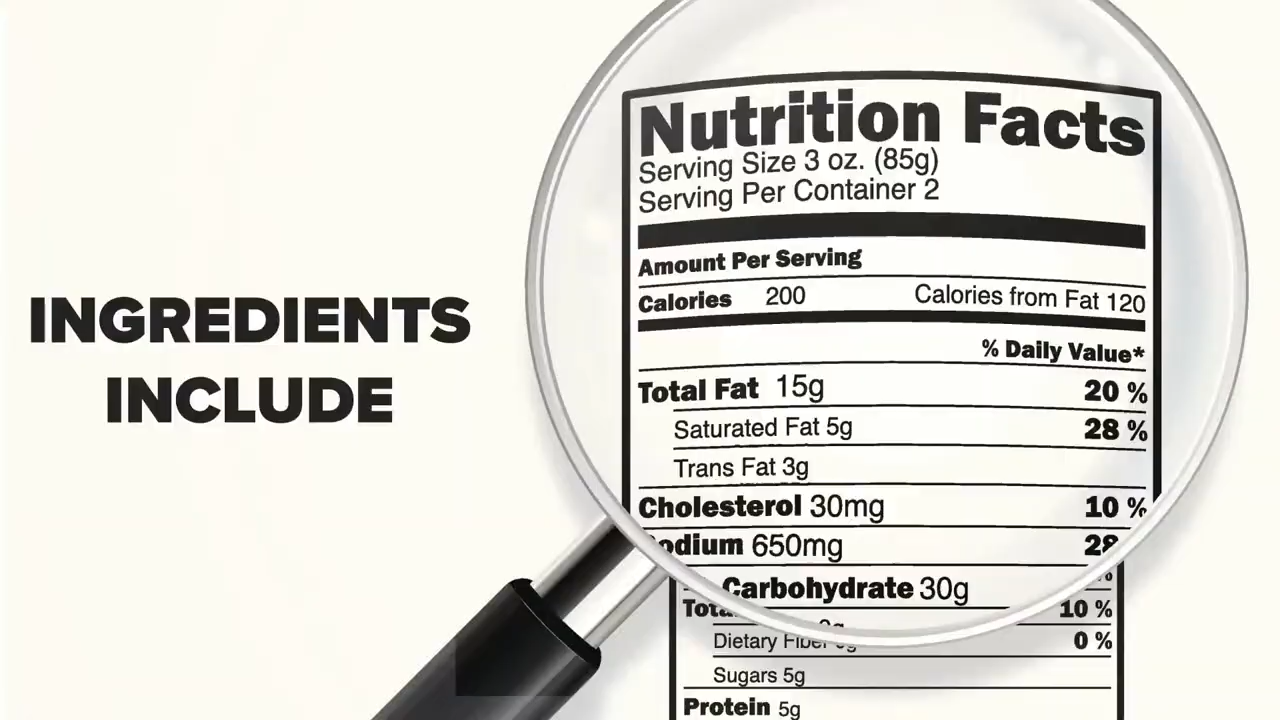 INGREDIENTS
INCLUDE
Nutrition Facts
Serving Size 3 oz. (85g)
Serving Per Container 2
Amount Per Serving
Calories 200 Calories from Fat 120
% Daily Value*
Total Fat 15g 20 %
Saturated Fat 5g 28 %
Trans Fat 3g
Cholesterol 30mg 10 %
odium 650mg 28
Carbohydrate 30g
10 %
Dietary Fiber 0 %
Sugars 5g
Protein 5g